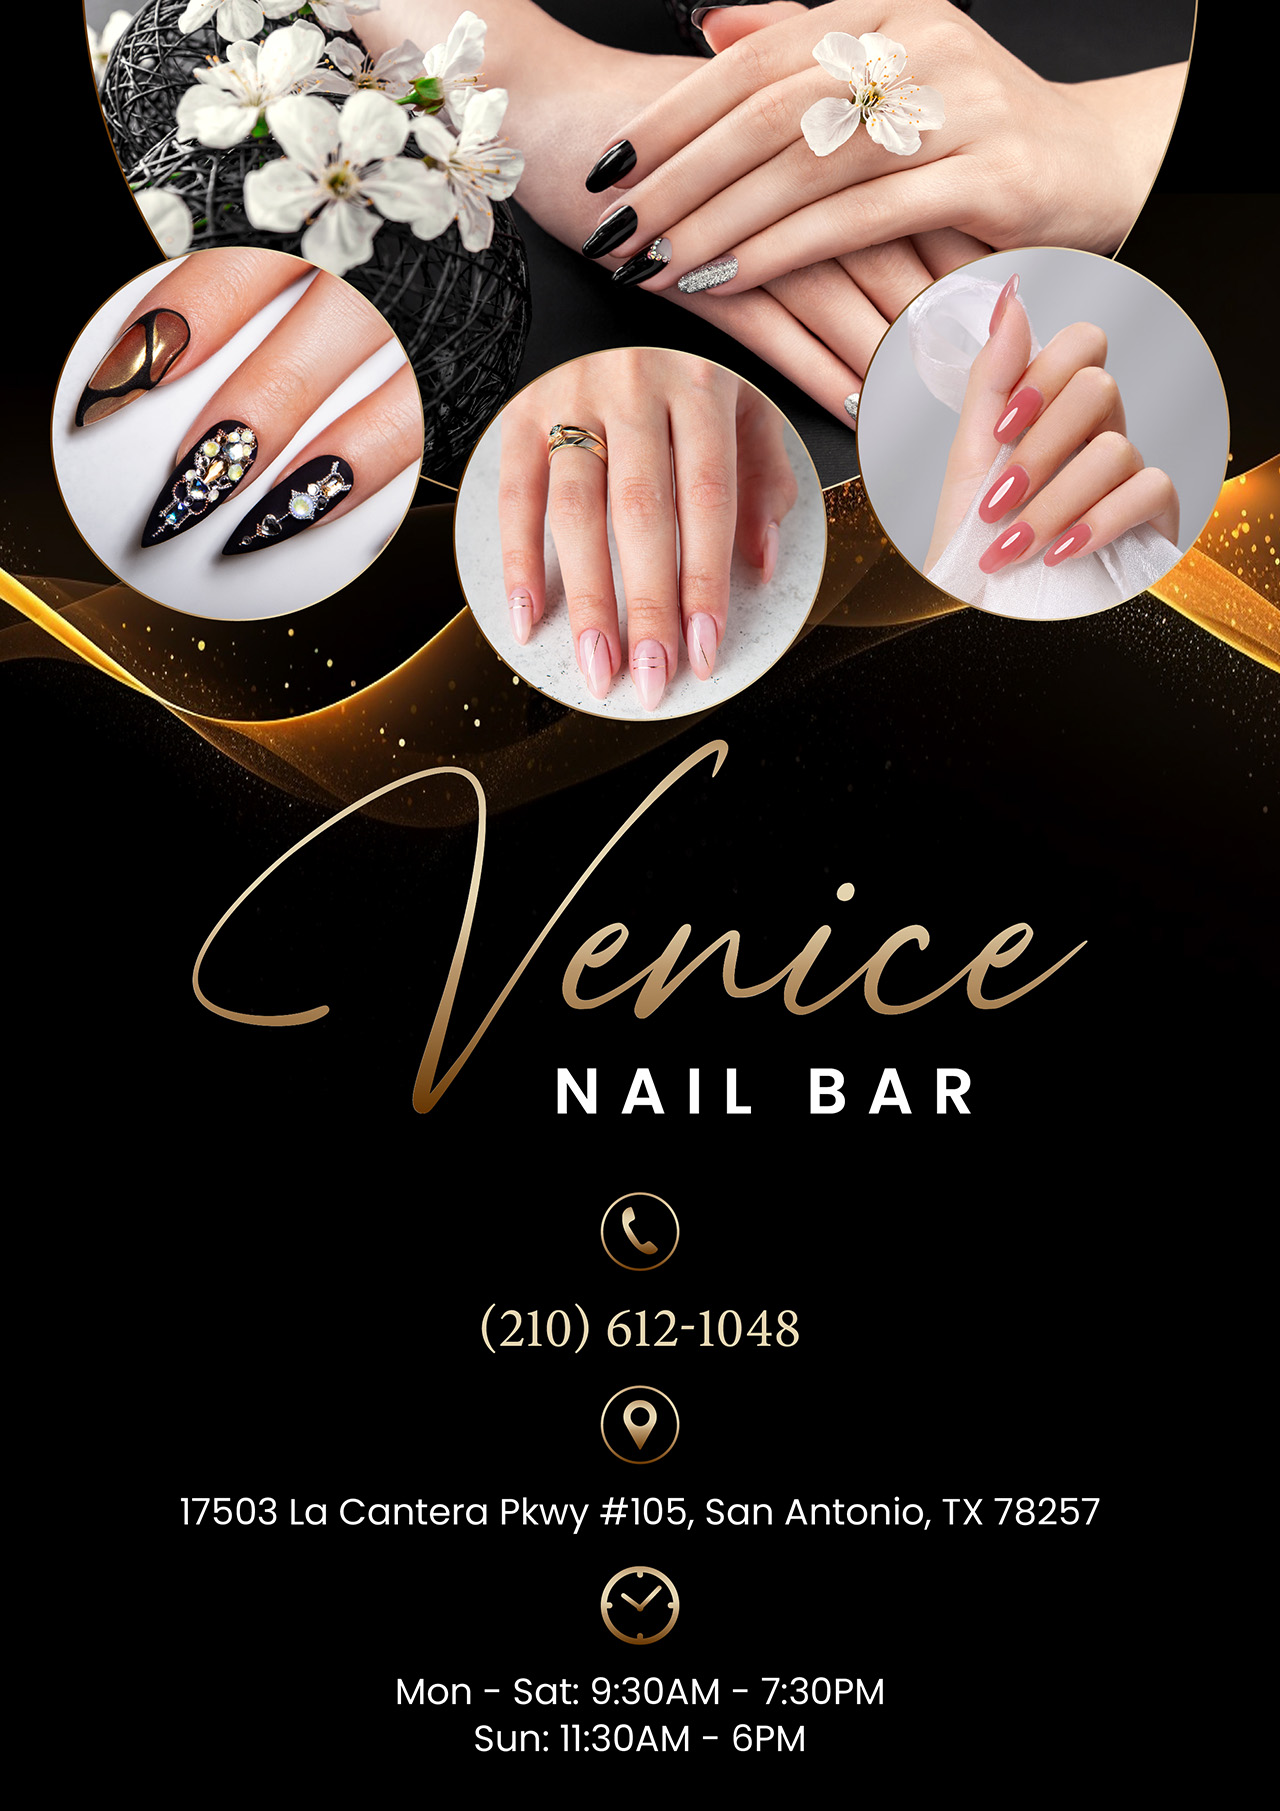 Venice
NAIL BAR
(210) 612-1048
17503 La Cantera Pkwy #105, San Antonio, TX 78257
Mon - Sat: 9:30AM - 7:30PM
Sun: 11:30AM - 6PM